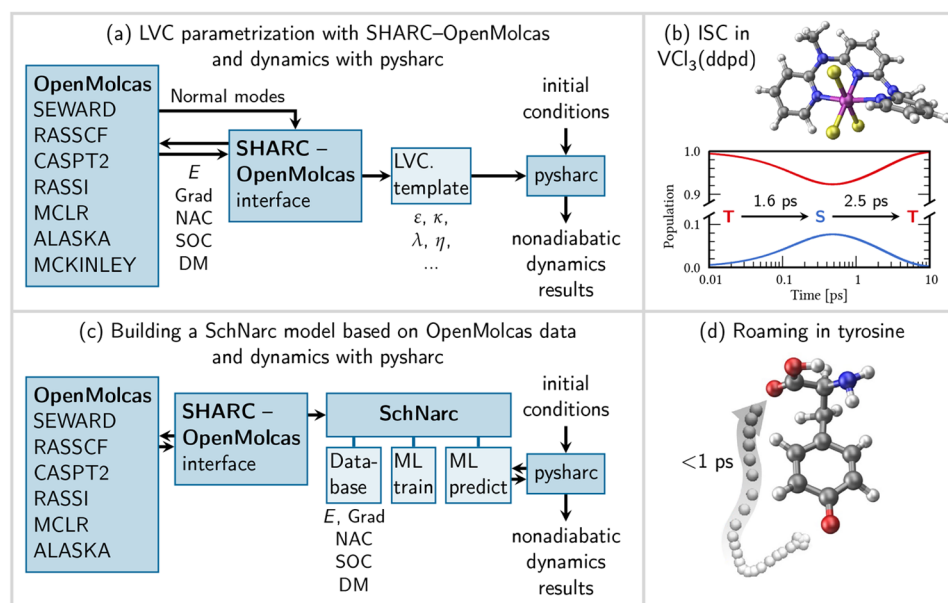 (a) LVC parametrization with SHARC–OpenMolcas
and dynamics with pysharc
OpenMolcas
SEWARD
RASSCF
CASPT2
RASSI
MCLR
ALASKA
MCKINLEY
Normal modes
E
Grad
NAC
SOC
DM
SHARC –
OpenMolcas
interface
LVC.
template
ε, κ,
λ, η,
...
initial
conditions
pysharc
nonadiabatic
dynamics
results
(b) ISC in
VCl₃(ddpd)
Population
1.0
0.9
0.1
0.0
T
1.6 ps
S
2.5 ps
T
0.01
0.1
1
10
Time [ps]
(c) Building a SchNarc model based on OpenMolcas data
and dynamics with pysharc
OpenMolcas
SEWARD
RASSCF
CASPT2
RASSI
MCLR
ALASKA
SHARC –
OpenMolcas
interface
SchNarc
Data-
base
ML
train
ML
predict
E, Grad
NAC
SOC
DM
initial
conditions
pysharc
nonadiabatic
dynamics
results
(d) Roaming in tyrosine
<1 ps